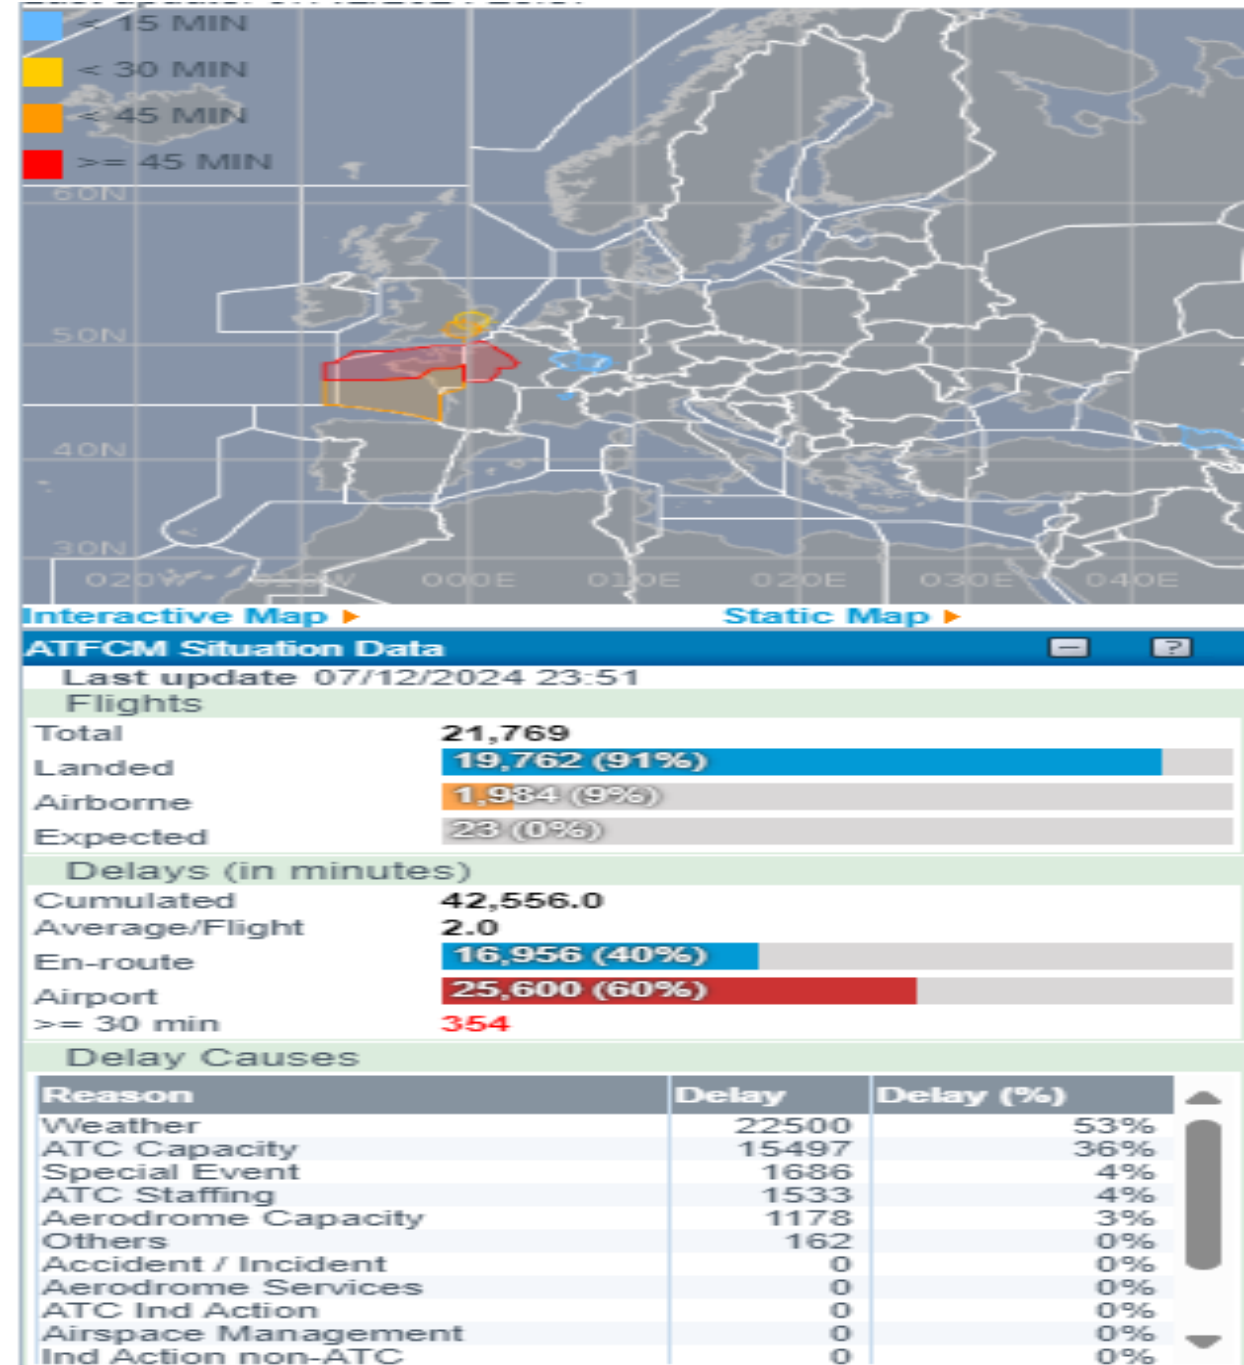 < 15 MIN
< 30 MIN
< 45 MIN
>= 45 MIN
60N
50N
40N
30N
020W 010W 000E 010E 020E 030E 040E
Interactive Map Static Map
ATFCM Situation Data
Last update 07/12/2024 23:51
Flights
Total 21,769
Landed 19,762 (91%)
Airborne 1,984 (9%)
Expected 23 (0%)
Delays (in minutes)
Cumulated 42,556.0
Average/Flight 2.0
En-route 16,956 (40%)
Airport 25,600 (60%)
>= 30 min 354
Delay Causes
Reason Delay Delay (%)
Weather 22500 53%
ATC Capacity 15497 36%
Special Event 1686 4%
ATC Staffing 1533 4%
Aerodrome Capacity 1178 3%
Others 162 0%
Accident / Incident 0 0%
Aerodrome Services 0 0%
ATC Ind Action 0 0%
Airspace Management 0 0%
Ind Action non-ATC 0 0%